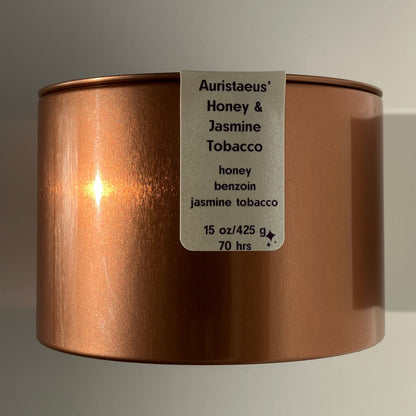 Auristaeus'
Honey &
Jasmine
Tobacco
honey
benzoin
jasmine tobacco
15 oz/425 g
70 hrs